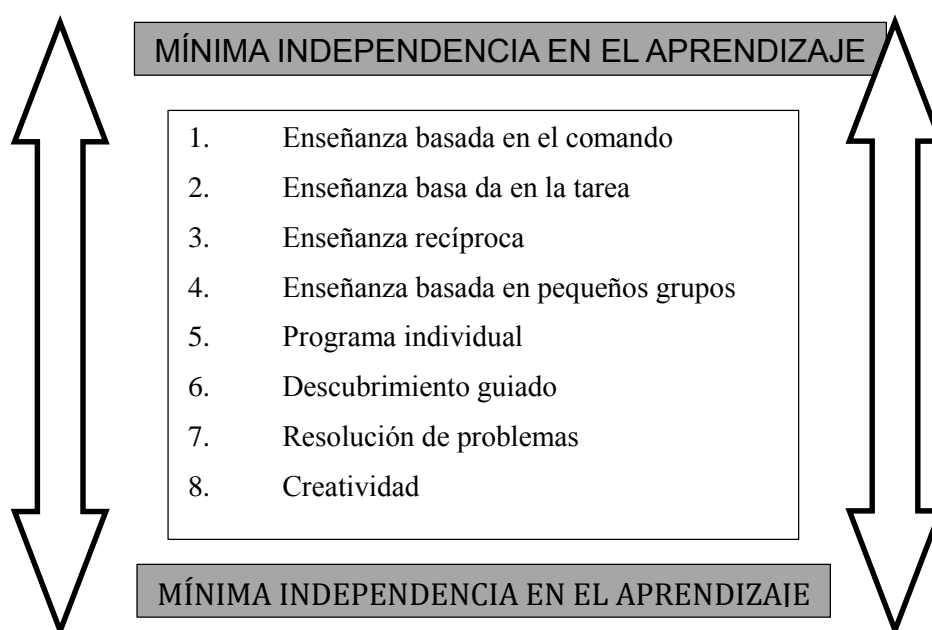 MÍNIMA INDEPENDENCIA EN EL APRENDIZAJE
1. Enseñanza basada en el comando
2. Enseñanza basa da en la tarea
3. Enseñanza recíproca
4. Enseñanza basada en pequeños grupos
5. Programa individual
6. Descubrimiento guiado
7. Resolución de problemas
8. Creatividad
MÍNIMA INDEPENDENCIA EN EL APRENDIZAJE